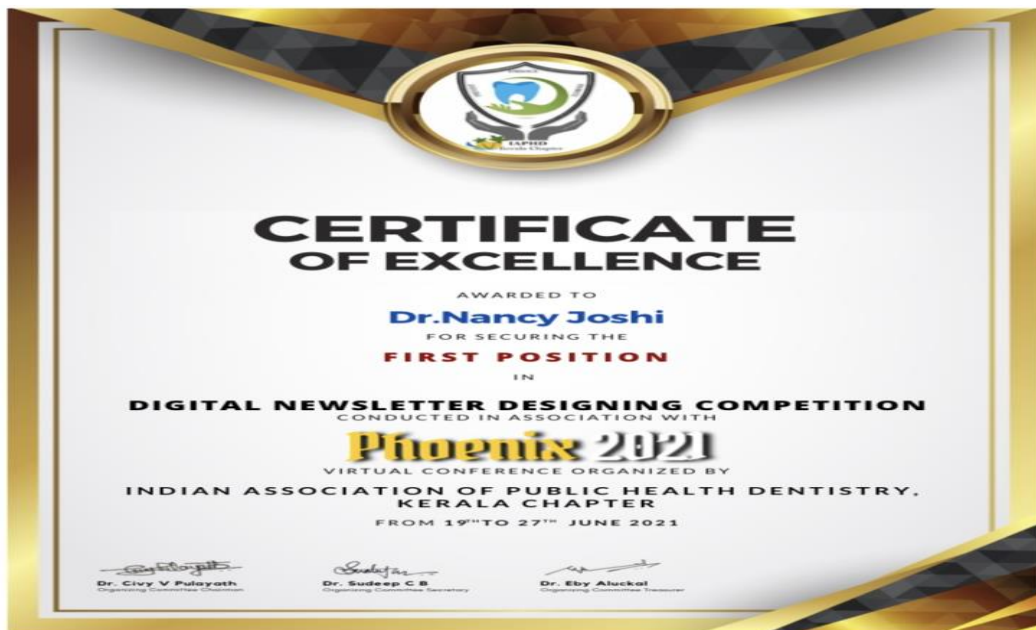 IAPHD
Kerala Chapter
CERTIFICATE
OF EXCELLENCE
AWARDED TO
Dr.Nancy Joshi
FOR SECURING THE
FIRST POSITION
IN
DIGITAL NEWSLETTER DESIGNING COMPETITION
CONDUCTED IN ASSOCIATION WITH
Phoenix 2021
VIRTUAL CONFERENCE ORGANIZED BY
INDIAN ASSOCIATION OF PUBLIC HEALTH DENTISTRY,
KERALA CHAPTER
FROM 19TH TO 27TH JUNE 2021
Dr. Civy V Pulayath Dr. Sudeep C B Dr. Eby Aluckal
Organizing Committee Chairman Organizing Committee Secretary Organizing Committee Treasurer